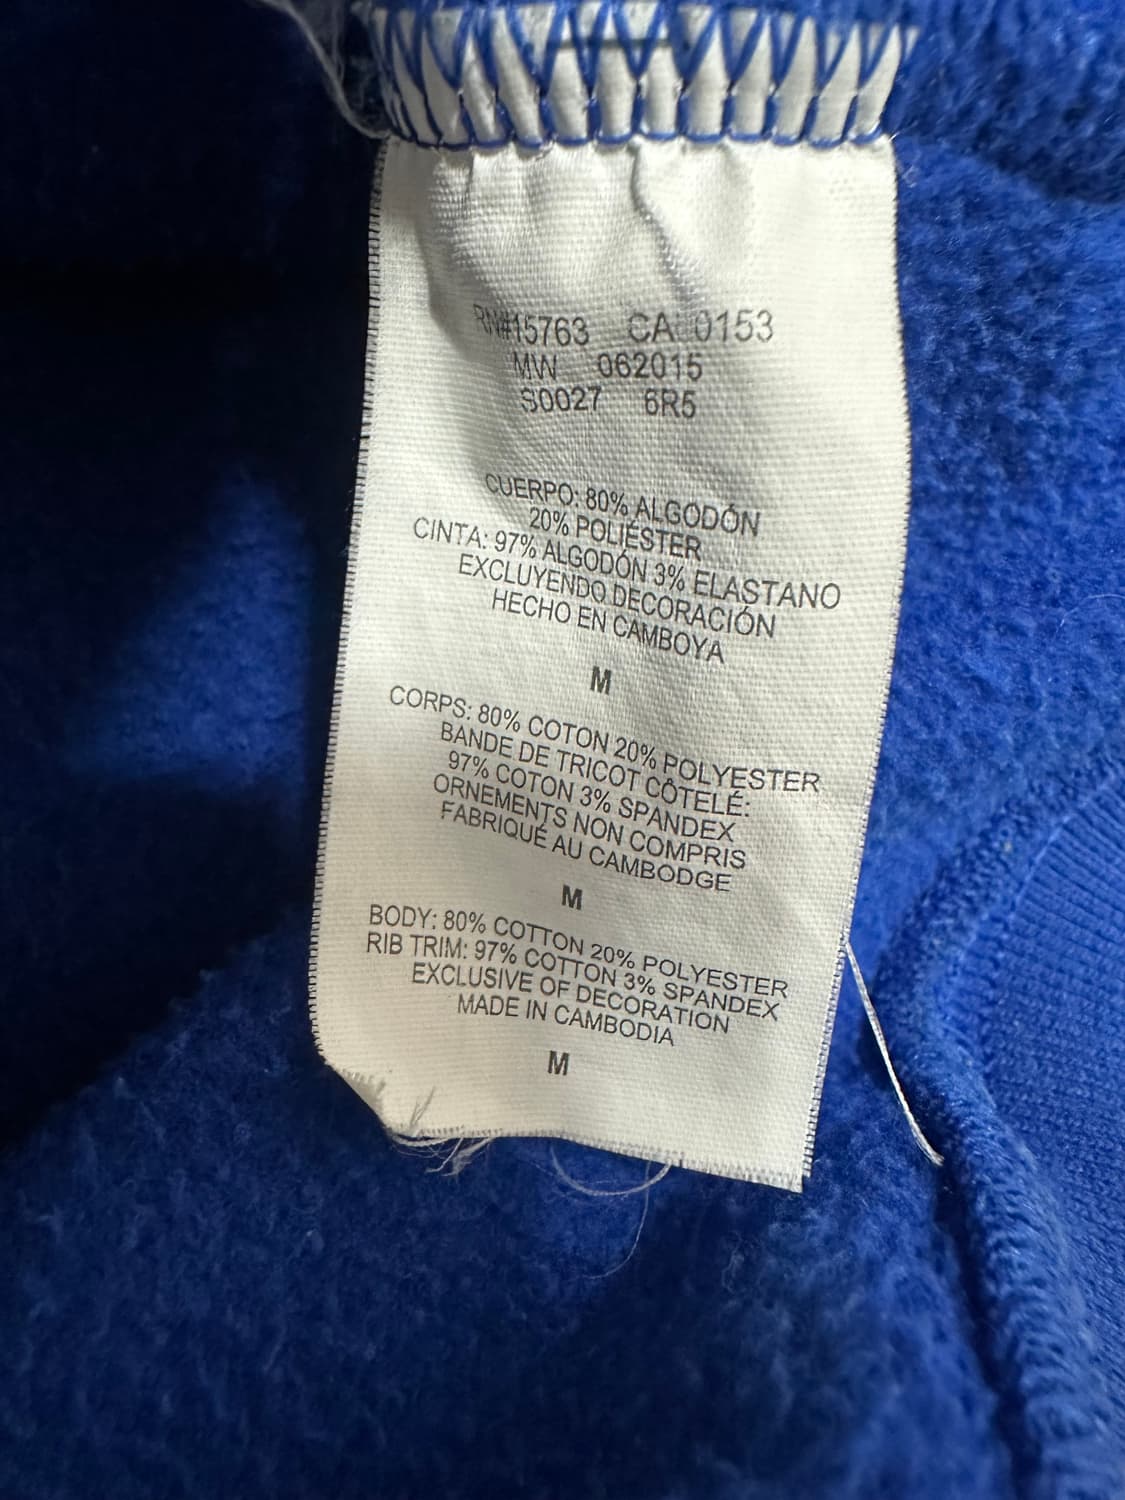 RN#15763 CA 0153
MW 062015
S0027 6R5
CUERPO: 80% ALGODÓN
20% POLIÉSTER
CINTA: 97% ALGODÓN 3% ELASTANO
EXCLUYENDO DECORACIÓN
HECHO EN CAMBOYA
M
CORPS: 80% COTON 20% POLYESTER
BANDE DE TRICOT CÔTELÉ:
97% COTON 3% SPANDEX
ORNEMENTS NON COMPRIS
FABRIQUÉ AU CAMBODGE
M
BODY: 80% COTTON 20% POLYESTER
RIB TRIM: 97% COTTON 3% SPANDEX
EXCLUSIVE OF DECORATION
MADE IN CAMBODIA
M